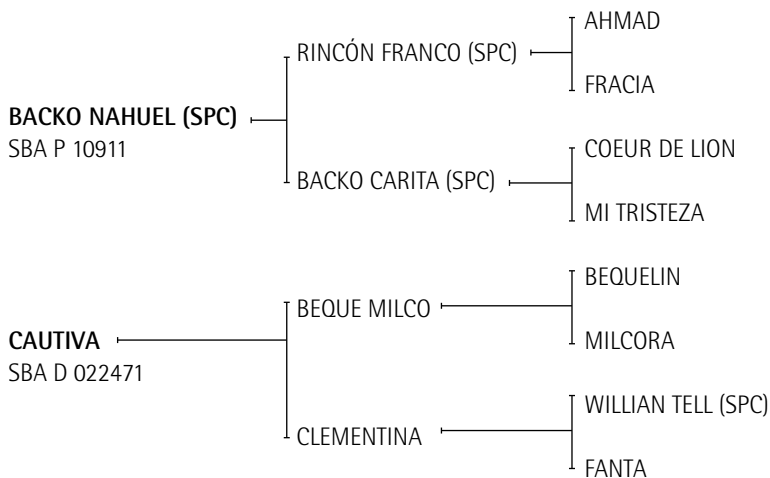 AHMAD
RINCÓN FRANCO (SPC)
FRACIA
BACKO NAHUEL (SPC)
SBA P 10911
COEUR DE LION
BACKO CARITA (SPC)
MI TRISTEZA
BEQUELIN
BEQUE MILCO
MILCORA
CAUTIVA
SBA D 022471
WILLIAN TELL (SPC)
CLEMENTINA
FANTA